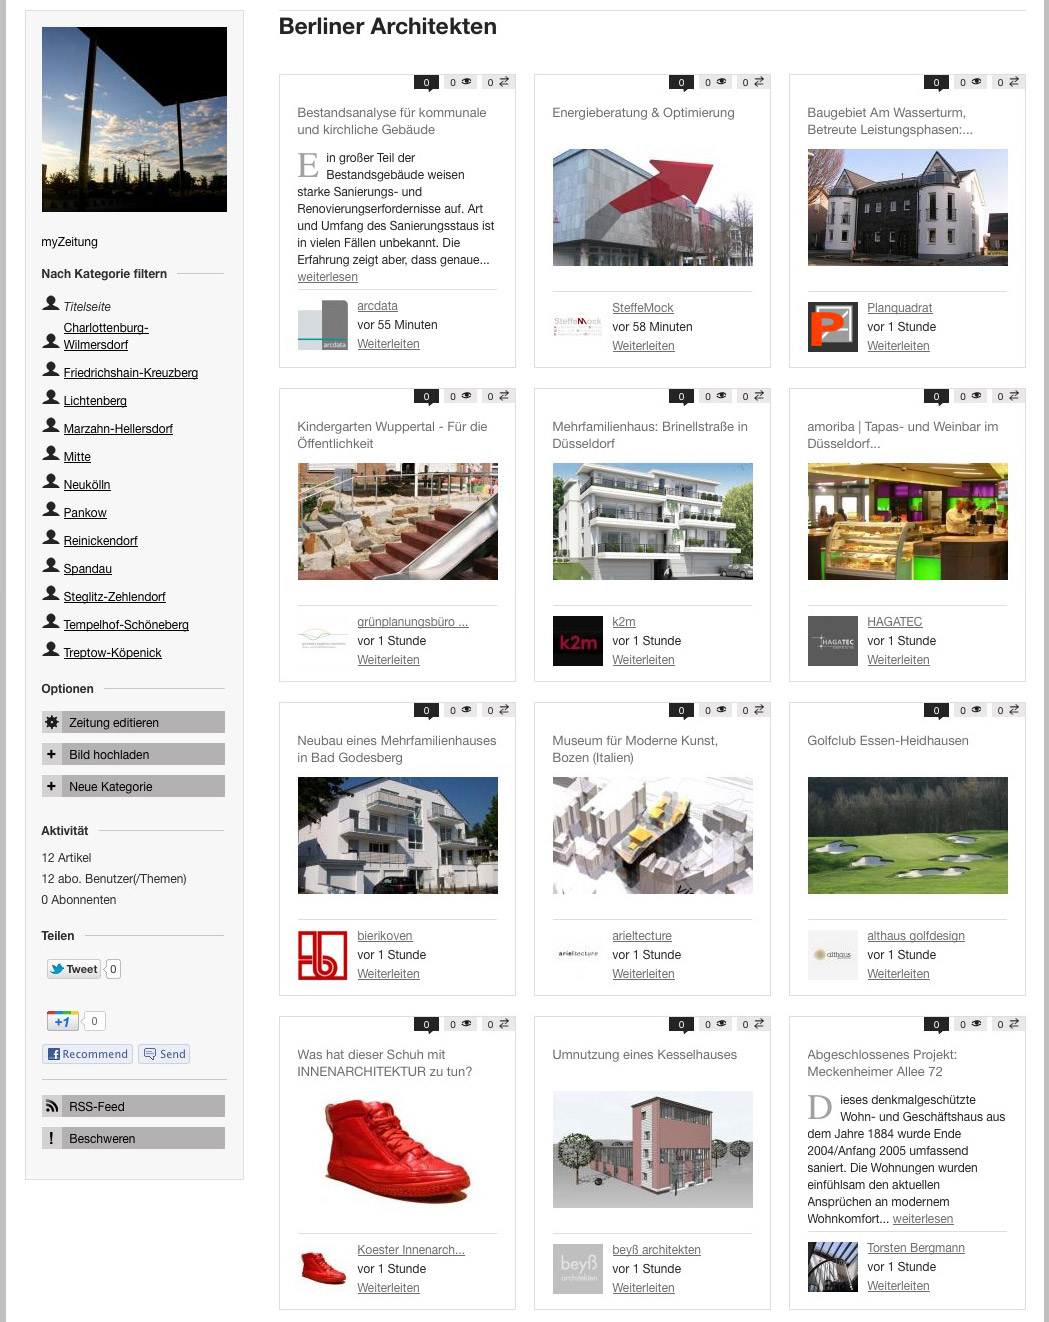 Berliner Architekten
myZeitung
Nach Kategorie filtern
Titelseite
Charlottenburg-
Wilmersdorf
Friedrichshain-Kreuzberg
Lichtenberg
Marzahn-Hellersdorf
Mitte
Neukölln
Pankow
Reinickendorf
Spandau
Steglitz-Zehlendorf
Tempelhof-Schöneberg
Treptow-Köpenick
Optionen
Zeitung editieren
+ Bild hochladen
+ Neue Kategorie
Aktivität
12 Artikel
12 abo. Benutzer(/Themen)
0 Abonnenten
Teilen
Tweet 0
+1 0
Recommend Send
RSS-Feed
! Beschweren
0 0 0
Bestandsanalyse für kommunale
und kirchliche Gebäude
Ein großer Teil der
Bestandsgebäude weisen
starke Sanierungs- und
Renovierungserfordernisse auf. Art
und Umfang des Sanierungsstaus ist
in vielen Fällen unbekannt. Die
Erfahrung zeigt aber, dass genaue...
weiterlesen
arcdata
arcdata
vor 55 Minuten
Weiterleiten
0 0 0
Energieberatung & Optimierung
SteffeMock
SteffeMock
vor 58 Minuten
Weiterleiten
0 0 0
Baugebiet Am Wasserturm,
Betreute Leistungsphasen:...
P
Planquadrat
vor 1 Stunde
Weiterleiten
0 0 0
Kindergarten Wuppertal - Für die
Öffentlichkeit
grünplanungsbüro ...
vor 1 Stunde
Weiterleiten
0 0 0
Mehrfamilienhaus: Brinellstraße in
Düsseldorf
k2m
k2m
vor 1 Stunde
Weiterleiten
0 0 0
amoriba | Tapas- und Weinbar im
Düsseldorf...
HAGATEC
HAGATEC
vor 1 Stunde
Weiterleiten
0 0 0
Neubau eines Mehrfamilienhauses
in Bad Godesberg
bierikoven
vor 1 Stunde
Weiterleiten
0 0 0
Museum für Moderne Kunst,
Bozen (Italien)
arieltecture
arieltecture
vor 1 Stunde
Weiterleiten
0 0 0
Golfclub Essen-Heidhausen
althaus
althaus golfdesign
vor 1 Stunde
Weiterleiten
0 0 0
Was hat dieser Schuh mit
INNENARCHITEKTUR zu tun?
Koester Innenarch...
vor 1 Stunde
Weiterleiten
0 0 0
Umnutzung eines Kesselhauses
beyß
architekten
beyß architekten
vor 1 Stunde
Weiterleiten
0 0 0
Abgeschlossenes Projekt:
Meckenheimer Allee 72
Dieses denkmalgeschützte
Wohn- und Geschäftshaus aus
dem Jahre 1884 wurde Ende
2004/Anfang 2005 umfassend
saniert. Die Wohnungen wurden
einfühlsam den aktuellen
Ansprüchen an modernem
Wohnkomfort... weiterlesen
Torsten Bergmann
vor 1 Stunde
Weiterleiten